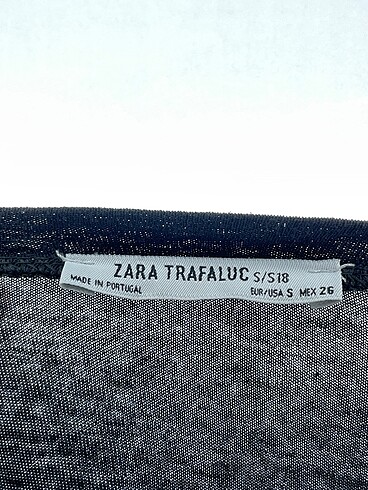 ZARA TRAFALUC S/S18
MADE IN PORTUGAL EUR/USA S MEX 26